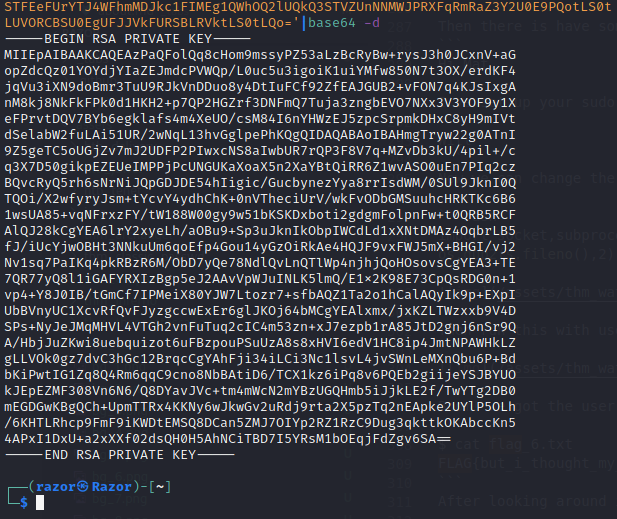 STFEeFUrYTJ4WFhmMDJkc1FIMEg1QWhOQ2lUQkQ3STVZUnNNMWJPRXFqRmRaZ3Y2U0E9PQotLS0t
LUVORCBSU0EgUFJJVkFURSBLRVktLS0tLQo='|base64 -d
-----BEGIN RSA PRIVATE KEY-----
MIIEpAIBAAKCAQEAzPaQFolQq8cHom9mssyPZ53aLzBcRyBw+rysJ3h0JCxnV+aG
opZdcQz01YOYdjYIaZEJmdcPVWQp/L0uc5u3igoiK1uiYMfw850N7t3OX/erdKF4
jqVu3iXN9doBmr3TuU9RJkVnDDuo8y4DtIuFCf92ZfEAJGUB2+vFON7q4KJsIxgA
nM8kj8NkFkFPk0d1HKH2+p7QP2HGZrf3DNFmQ7Tuja3zngbEVO7NXx3V3YOF9y1X
eFPrvtDQV7BYb6egklafs4m4XeUO/csM84I6nYHWzEJ5zpcSrpmkDHxC8yH9mIVt
dSelabW2fuLAi51UR/2wNqL13hvGglpePhKQgQIDAQABAoIBAHmgTryw22g0ATnI
9Z5geTC5oUGjZv7mJ2UDFP2PIwxcNS8aIwbUR7rQP3F8V7q+MZvDb3kU/4pil+/c
q3X7D50gikpEZEUeIMPPjPcUNGUKaXoaX5n2XaYBtQiRR6Z1wvASO0uEn7PIq2cz
BQvcRyQ5rh6sNrNiJQpGDJDE54hIigic/GucbynezYya8rrIsdWM/0SUl9JknI0Q
TQOi/X2wfyryJsm+tYcvY4ydhChK+0nVTheciUrV/wkFvODbGMSuuhcHRKTKc6B6
1wsUA85+vqNFrxzFY/tW188W00gy9w51bKSKDxboti2gdgmFolpnFw+t0QRB5RCF
AlQJ28kCgYEA6lrY2xyeLh/aOBu9+Sp3uJknIkObpIWCdLd1xXNtDMAz4OqbrLB5
fJ/iUcYjwOBHt3NNkuUm6qoEfp4Gou14yGzOiRkAe4HQJF9vxFWJ5mX+BHGI/vj2
Nv1sq7PaIKq4pkRBzR6M/ObD7yQe78NdlQvLnQTlWp4njhjQoHOsovsCgYEA3+TE
7QR77yQ8l1iGAFYRXIzBgp5eJ2AAvVpWJuINLK5lmQ/E1×2K98E73CpQsRDG0n+1
vp4+Y8J0IB/tGmCf7IPMeiX80YJW7Ltozr7+sfbAQZ1Ta2o1hCalAQyIk9p+EXpI
UbBVnyUC1XcvRfQvFJyzgccwExEr6glJKOj64bMCgYEAlxmx/jxKZLTWzxxb9V4D
SPs+NyJeJMqMHVL4VTGh2vnFuTuq2cIC4m53zn+xJ7ezpb1rA85JtD2gnj6nSr9Q
A/HbjJuZKwi8uebquizot6uFBzpouPSuUzA8s8xHVI6edV1HC8ip4JmtNPAWHkLZ
gLLVOk0gz7dvC3hGc12BrqcCgYAhFji34iLCi3Nc1lsvL4jvSWnLeMXnQbu6P+Bd
bKiPwtIG1Zq8Q4Rm6qqC9cno8NbBAtiD6/TCX1kz6iPq8v6PQEb2giijeYSJBYUO
kJEpEZMF308Vn6N6/Q8DYavJVc+tm4mWcN2mYBzUGQHmb5iJjkLE2f/TwYTg2DB0
mEGDGwKBgQCh+UpmTTRx4KKNy6wJkwGv2uRdj9rta2X5pzTq2nEApke2UYlP5OLh
/6KHTLRhcp9FmF9iKWDtEMSQ8DCan5ZMJ7OIYp2RZ1RzC9Dug3qkttkOKAbccKn5
4APxI1DxU+a2xXXf02dsQH0H5AhNCiTBD7I5YRsM1bOEqjFdZgv6SA==
-----END RSA PRIVATE KEY-----
┌──(razor㉿Razor)-[~]
└─$